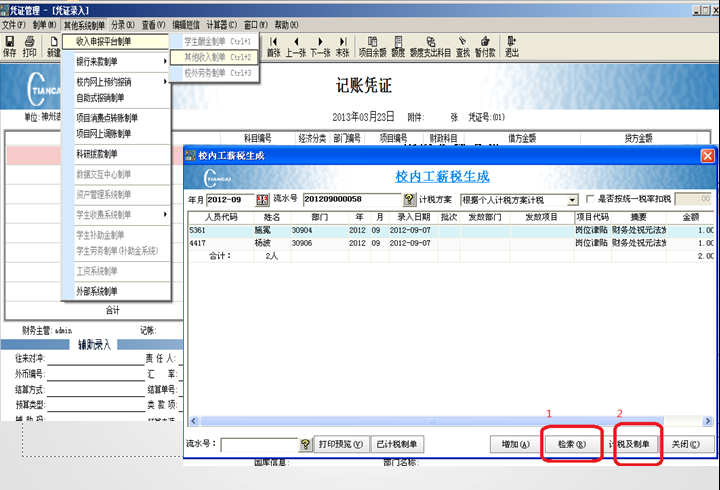 凭证管理 - [凭证录入]
文件(F) 制单(M) 其他系统制单 分录(R) 查看(V) 编辑短信 计算器(C) 窗口(W) 帮助(H)
保存 打印 新建 首张 上一张 下一张 末张 项目余额 额度 额度支出科目 查找 暂付款 退出
收入申报平台制单
银行来款制单
校内网上预约报销
自助式报销制单
项目消费点转账制单
项目网上调账制单
科研拨款制单
数据交互中心制单
资产管理系统制单
学生收费系统制单
学生补助金制单
学生劳务制单(补助金系统)
工资系统制单
外部系统制单
学生酬金制单 Ctrl+1
其他收入制单 Ctrl+2
校外劳务制单 Ctrl+3
TIANCAI
记账凭证
单位: 神州 2013年03月23日 附件: 张 凭证号:(01)
科目编号 经济分类 部门编号 项目编号 财政科目 借方金额 贷方金额
合计
财务主管: admin 记帐:
辅助录入
往来对冲: 责 任 人:
外币编号: 汇 率:
结算方式: 结算单号:
预算类型: 类 款 项:
国库信息: 部门名称:
校内工薪税生成
TIANCAI
校内工薪税生成
年月 2012-09 流水号 201209000058 ? 计税方案 根据个人计税方案计税 是否按统一税率扣税 .00
人员代码 姓名 部门 年 月 录入日期 批次 发放部门 发放项目 项目代码 摘要 金额
5361 施冕 30904 2012 09 2012-09-07 岗位津贴 财务处祝元法发 1.00
4417 杨波 30906 2012 09 2012-09-07 岗位津贴 财务处祝元法发 1.00
合计: 2人 2.00
1 2
流水号: ? 打印预览(V) 已计税制单 增加(A) 检索(R) 计税及制单 关闭(C)